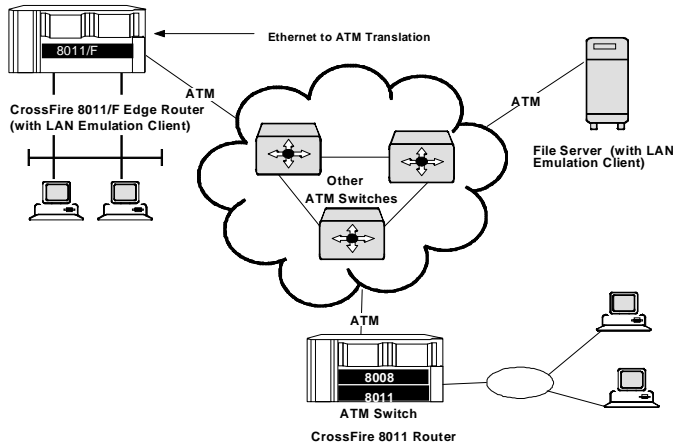 8011/F
Ethernet to ATM Translation
ATM
ATM
CrossFire 8011/F Edge Router
(with LAN Emulation Client)
File Server (with LAN
Emulation Client)
Other
ATM Switches
ATM
8008
8011
ATM Switch
CrossFire 8011 Router